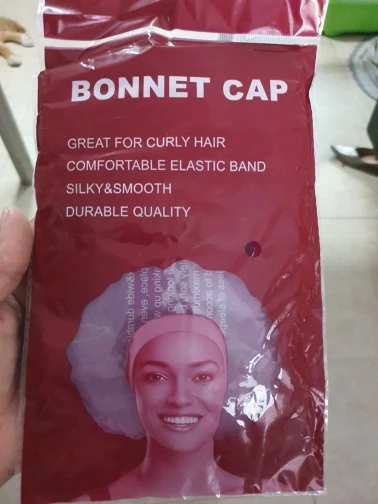 BONNET CAP
GREAT FOR CURLY HAIR
COMFORTABLE ELASTIC BAND
SILKY&SMOOTH
DURABLE QUALITY